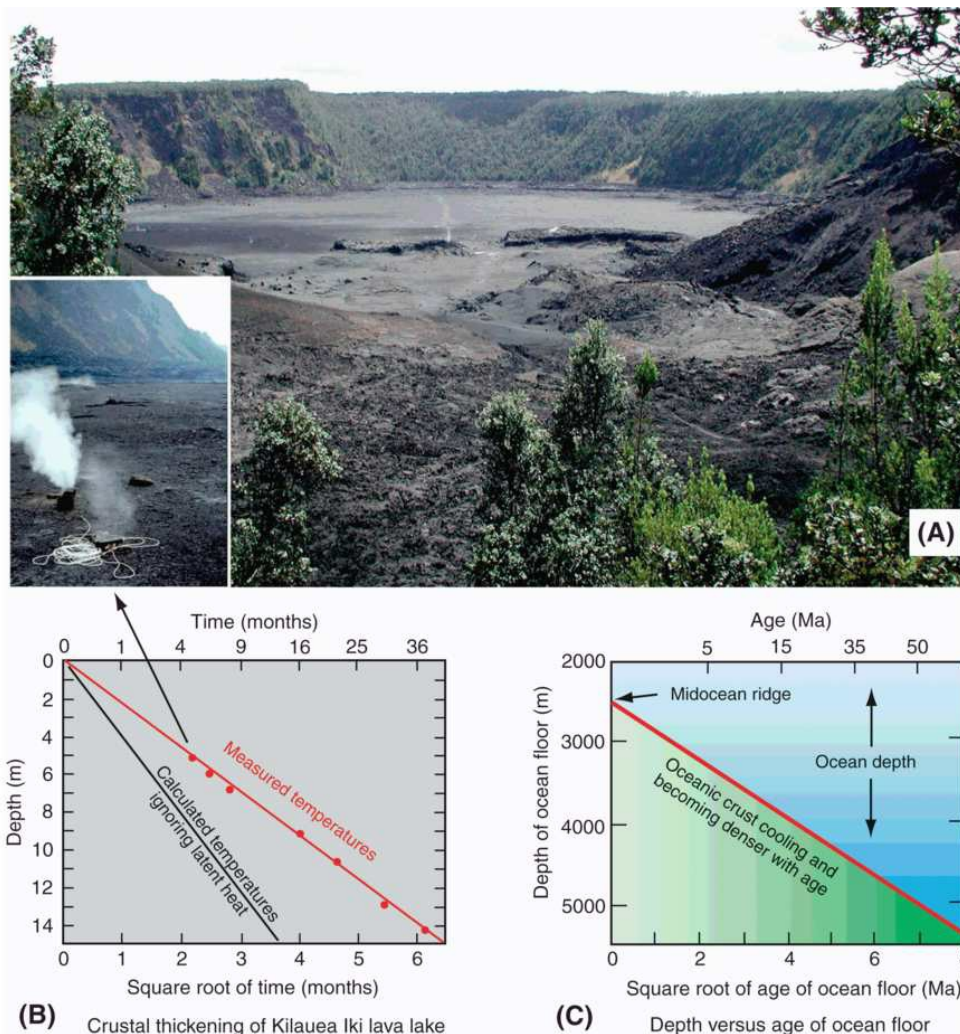 (A)
Time (months)
0 1 4 9 16 25 36
0
2
4
6
8
10
12
14
Depth (m)
Measured temperatures
Calculated temperatures
ignoring latent heat
0 1 2 3 4 5 6
Square root of time (months)
(B)
Crustal thickening of Kilauea Iki lava lake
Age (Ma)
5 15 35 50
2000
3000
4000
5000
Depth of ocean floor (m)
Midocean ridge
Ocean depth
Oceanic crust cooling and
becoming denser with age
0 2 4 6
Square root of age of ocean floor (Ma)
(C)
Depth versus age of ocean floor